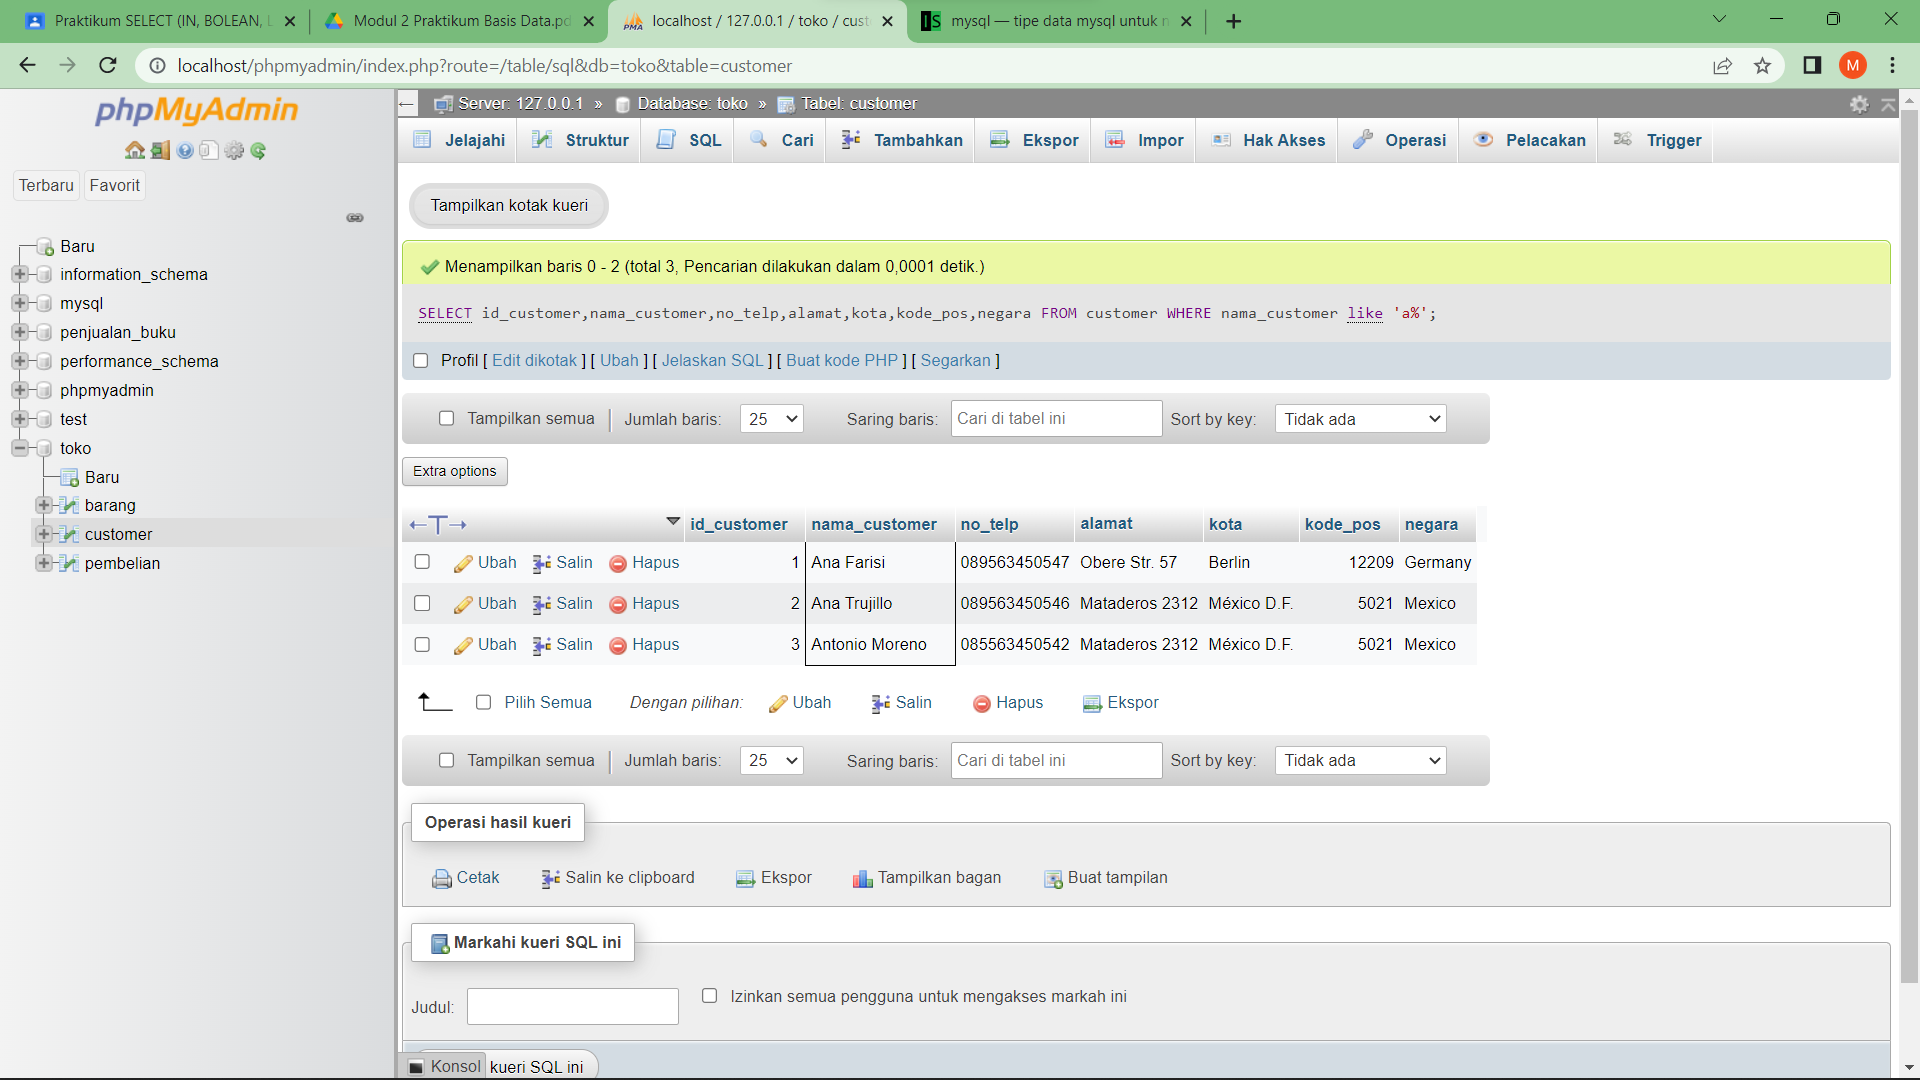 Praktikum SELECT (IN, BOLEAN, L
Modul 2 Praktikum Basis Data.pd
localhost / 127.0.0.1 / toko / cust
mysql — tipe data mysql untuk n
localhost/phpmyadmin/index.php?route=/table/sql&db=toko&table=customer
M
phpMyAdmin
Terbaru Favorit
Baru
information_schema
mysql
penjualan_buku
performance_schema
phpmyadmin
test
toko
Baru
barang
customer
pembelian
Server: 127.0.0.1 » Database: toko » Tabel: customer
Jelajahi Struktur SQL Cari Tambahkan Ekspor Impor Hak Akses Operasi Pelacakan Trigger
Tampilkan kotak kueri
Menampilkan baris 0 - 2 (total 3, Pencarian dilakukan dalam 0,0001 detik.)
SELECT id_customer,nama_customer,no_telp,alamat,kota,kode_pos,negara FROM customer WHERE nama_customer like 'a%';
Profil [ Edit dikotak ] [ Ubah ] [ Jelaskan SQL ] [ Buat kode PHP ] [ Segarkan ]
Tampilkan semua Jumlah baris: 25 Saring baris: Cari di tabel ini Sort by key: Tidak ada
Extra options
id_customer nama_customer no_telp alamat kota kode_pos negara
Ubah Salin Hapus 1 Ana Farisi 089563450547 Obere Str. 57 Berlin 12209 Germany
Ubah Salin Hapus 2 Ana Trujillo 089563450546 Mataderos 2312 México D.F. 5021 Mexico
Ubah Salin Hapus 3 Antonio Moreno 085563450542 Mataderos 2312 México D.F. 5021 Mexico
Pilih Semua Dengan pilihan: Ubah Salin Hapus Ekspor
Tampilkan semua Jumlah baris: 25 Saring baris: Cari di tabel ini Sort by key: Tidak ada
Operasi hasil kueri
Cetak Salin ke clipboard Ekspor Tampilkan bagan Buat tampilan
Markahi kueri SQL ini
Judul: Izinkan semua pengguna untuk mengakses markah ini
Konsol kueri SQL ini